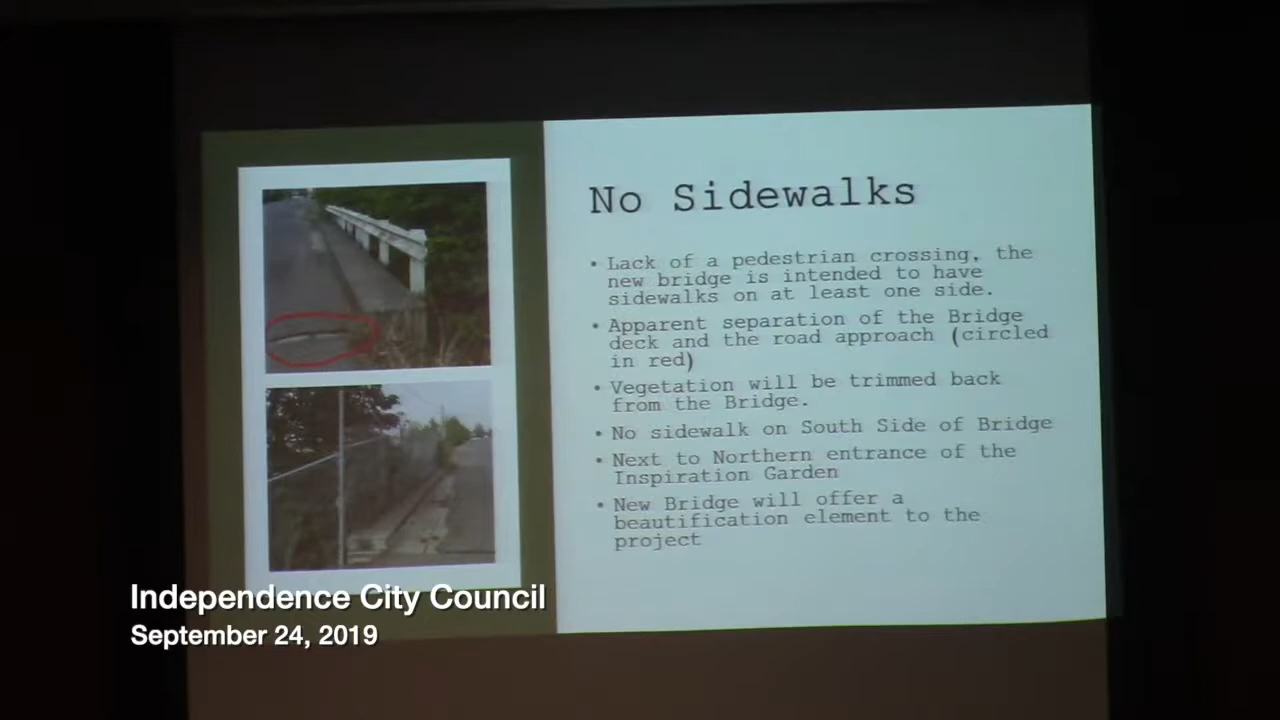 No Sidewalks
• Lack of a pedestrian crossing, the
new bridge is intended to have
sidewalks on at least one side.
• Apparent separation of the Bridge
deck and the road approach (circled
in red)
• Vegetation will be trimmed back
from the Bridge.
• No sidewalk on South Side of Bridge
• Next to Northern entrance of the
Inspiration Garden
• New Bridge will offer a
beautification element to the
project
Independence City Council
September 24, 2019